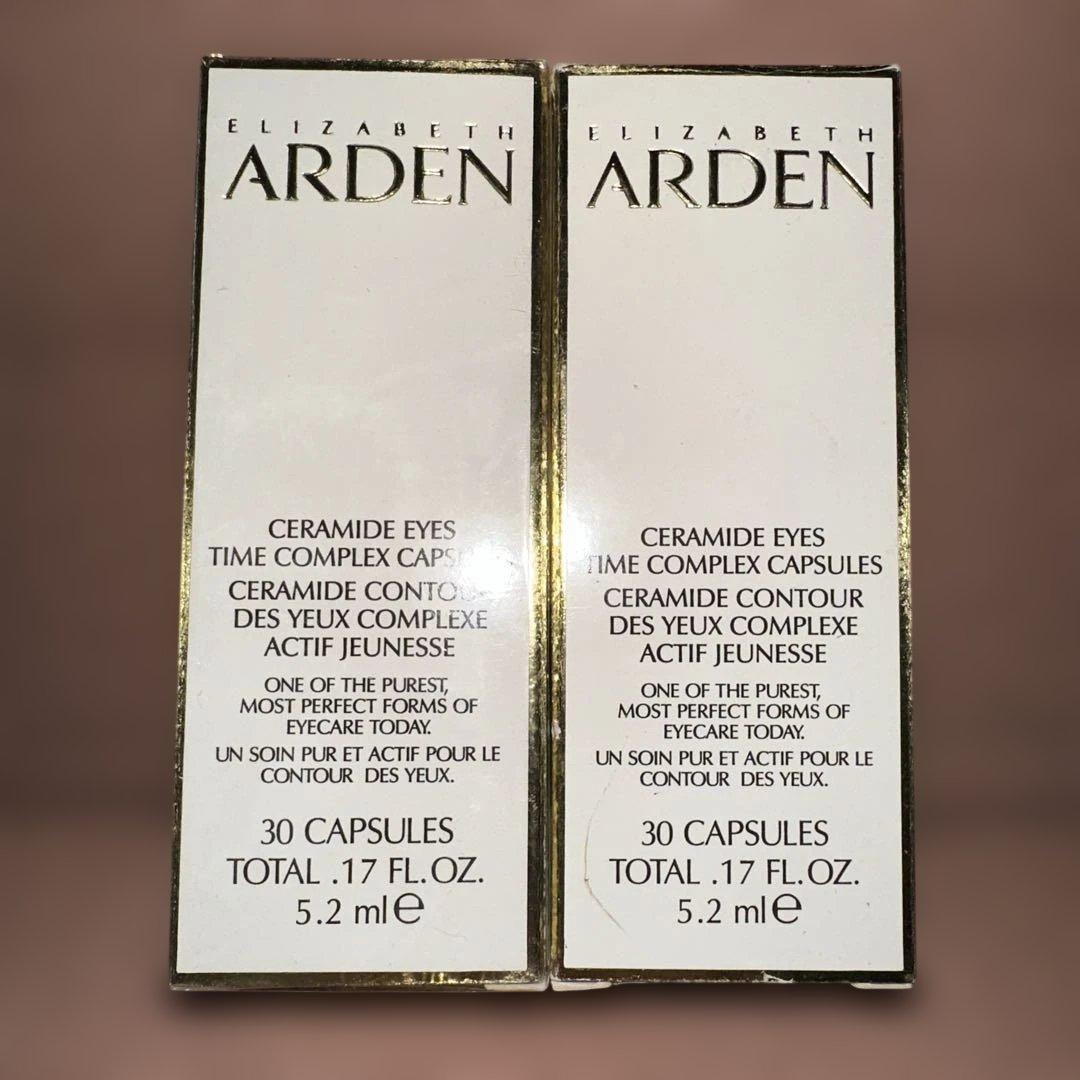 ELIZABETH
ARDEN
CERAMIDE EYES
TIME COMPLEX
CERAMIDE
DES YEUX COMPLEXE
ACTIF JEUNESSE
ONE OF THE PUREST,
MOST PERFECT FORMS OF
EYECARE TODAY.
UN SOIN PUR ET ACTIF POUR LE
CONTOUR DES YEUX.
30 CAPSULES
TOTAL .17 FL.OZ.
5.2 ml e
ELIZABETH
ARDEN
CERAMIDE EYES
TIME COMPLEX CAPSULES
CERAMIDE CONTOUR
DES YEUX COMPLEXE
ACTIF JEUNESSE
ONE OF THE PUREST,
MOST PERFECT FORMS OF
EYECARE TODAY.
UN SOIN PUR ET ACTIF POUR LE
CONTOUR DES YEUX.
30 CAPSULES
TOTAL .17 FL.OZ.
5.2 ml e